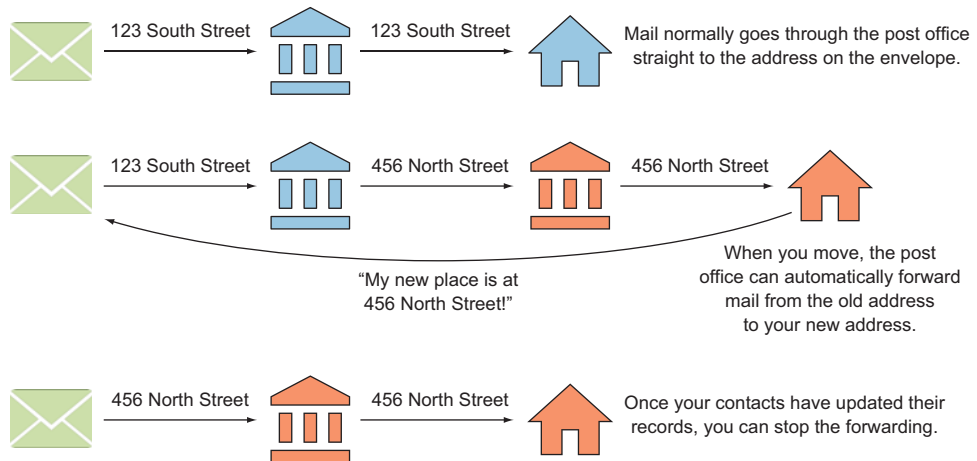 123 South Street
123 South Street
Mail normally goes through the post office
straight to the address on the envelope.
123 South Street
456 North Street
456 North Street
“My new place is at
456 North Street!”
When you move, the post
office can automatically forward
mail from the old address
to your new address.
456 North Street
456 North Street
Once your contacts have updated their
records, you can stop the forwarding.